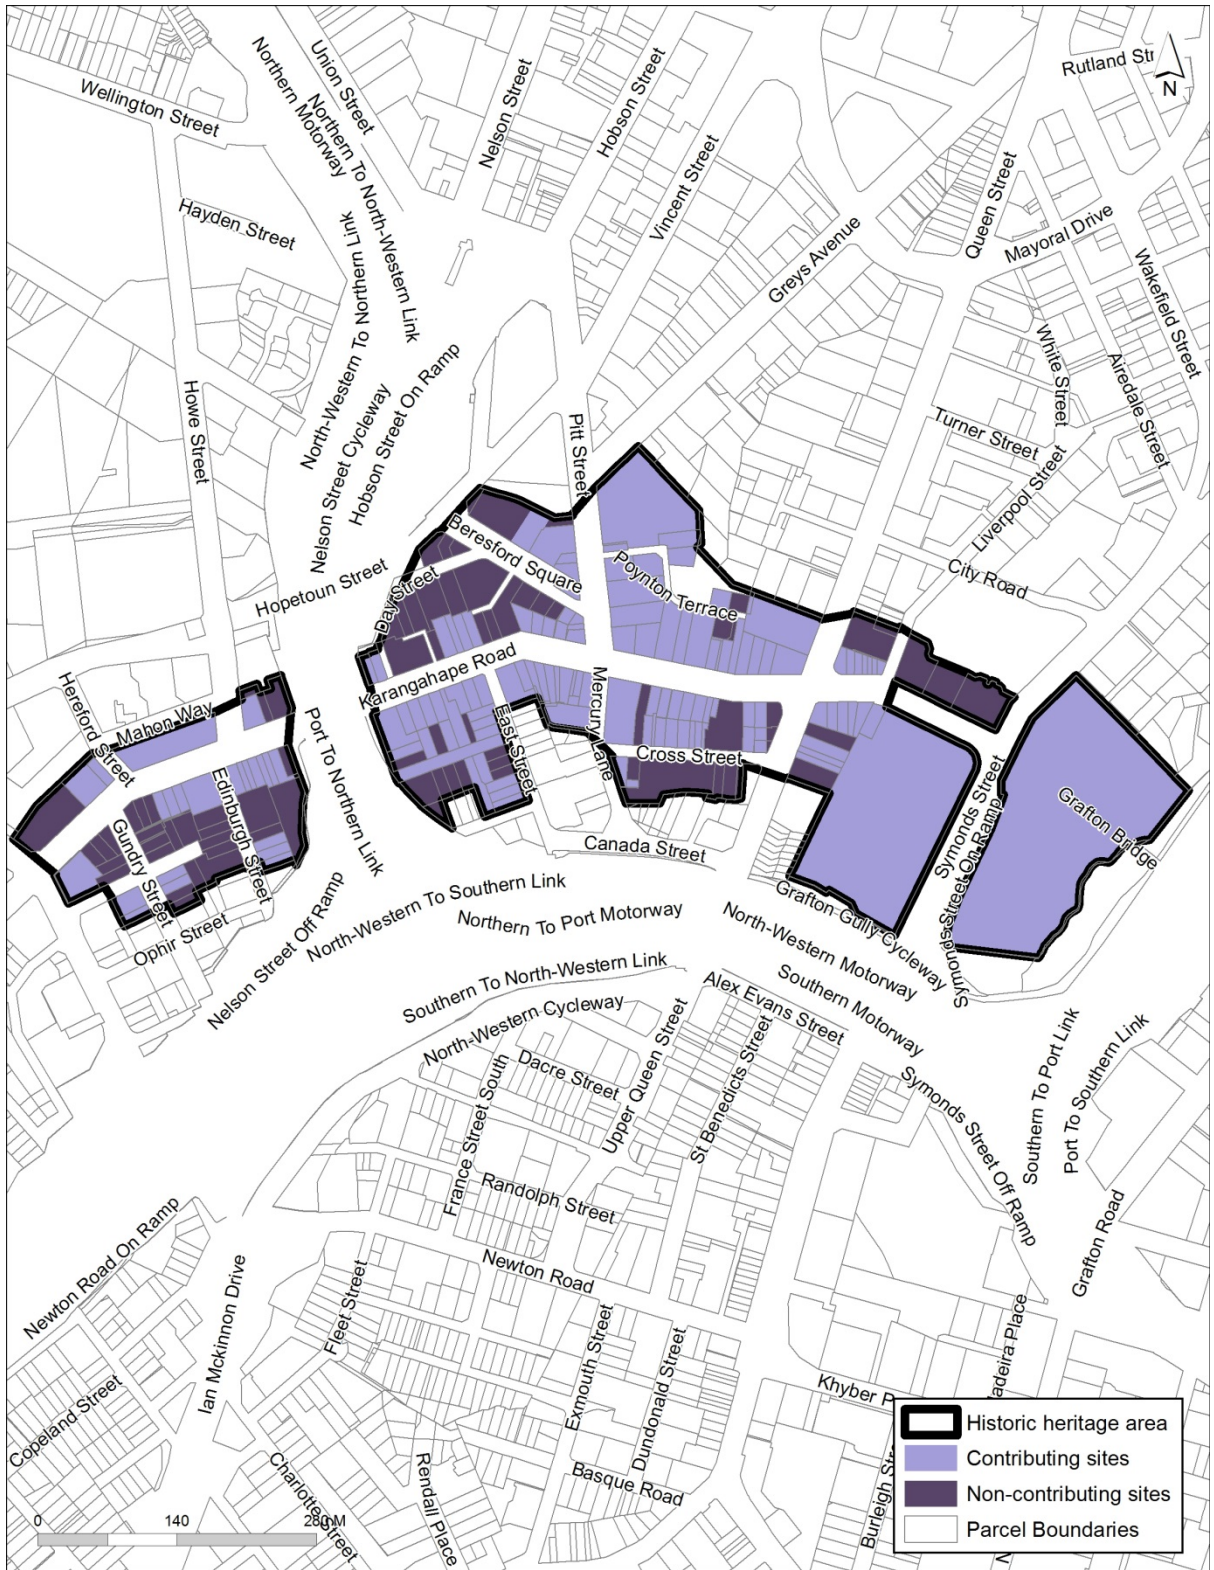 Rutland Str
N
Union Street
Northern Motorway
Northern To North-Western Link
Wellington Street
Nelson Street
Hobson Street
Vincent Street
Queen Street
Mayoral Drive
Hayden Street
Greys Avenue
Wakefield Street
North-Western To Northern Link
White Street
Airedale Street
Howe Street
Nelson Street Cycleway
Hobson Street On Ramp
Pitt Street
Turner Street
Liverpool Street
Beresford Square
City Road
Hopetoun Street
Day Street
Poynton Terrace
Karangahape Road
Hereford Street
Mahon Way
Mercury Lane
East Street
Port To Northern Link
Cross Street
Edinburgh Street
Gundry Street
Symonds Street
Symonds Street On Ramp
Grafton Bridge
Canada Street
Ophir Street
Nelson Street Off Ramp
North-Western To Southern Link
Northern To Port Motorway
Grafton Gully Cycleway
North-Western Motorway
Southern Motorway
Southern To North-Western Link
Alex Evans Street
North-Western Cycleway
Dacre Street
Upper Queen Street
St Benedicts Street
France Street South
Symonds Street Off Ramp
Southern To Port Link
Port To Southern Link
Randolph Street
Newton Road On Ramp
Newton Road
Grafton Road
Ian Mckinnon Drive
Fleet Street
Exmouth Street
Dundonald Street
adeira Place
Khyber P
Copeland Street
Charlotte Street
Rendall Place
Basque Road
Burleigh Stre
N
Historic heritage area
Contributing sites
Non-contributing sites
Parcel Boundaries
0 140 280 M